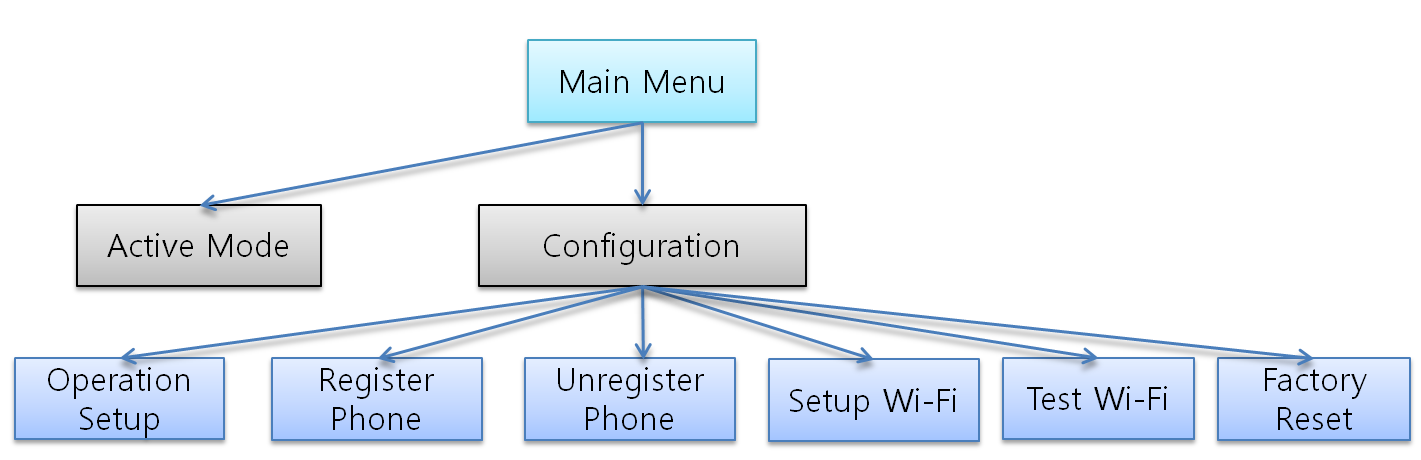 Main Menu
Active Mode
Configuration
Operation
Setup
Register
Phone
Unregister
Phone
Setup Wi-Fi
Test Wi-Fi
Factory
Reset